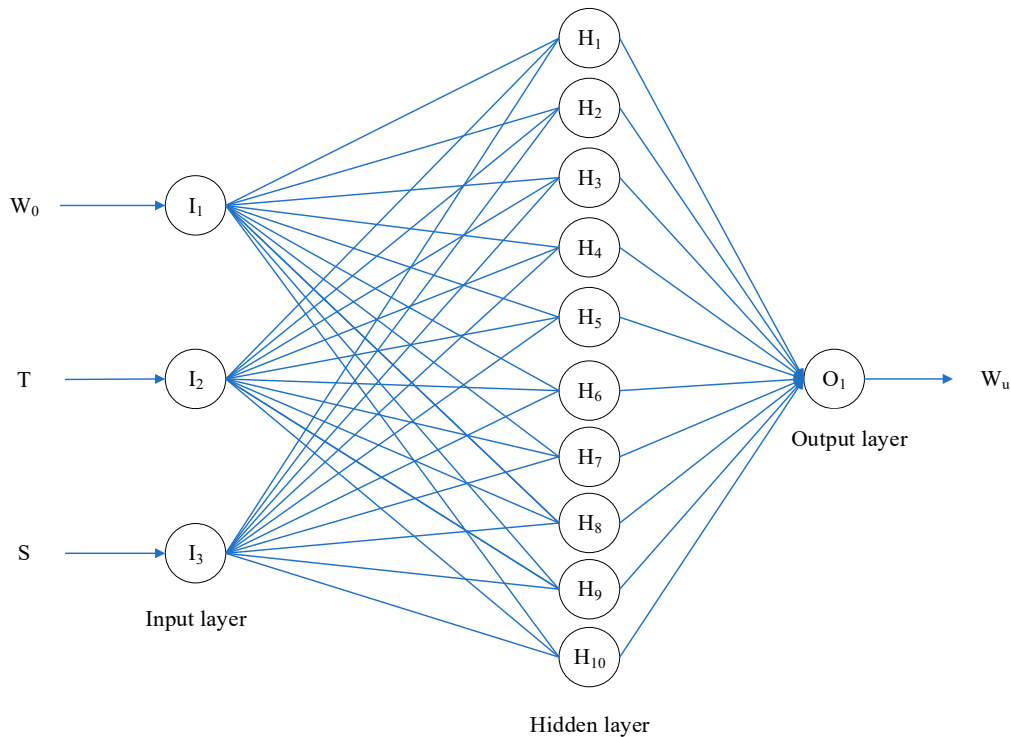 H₁
H₂
H₃
W₀
I₁
H₄
H₅
T
I₂
H₆
O₁
Wᵤ
Output layer
H₇
H₈
S
I₃
H₉
Input layer
H₁₀
Hidden layer